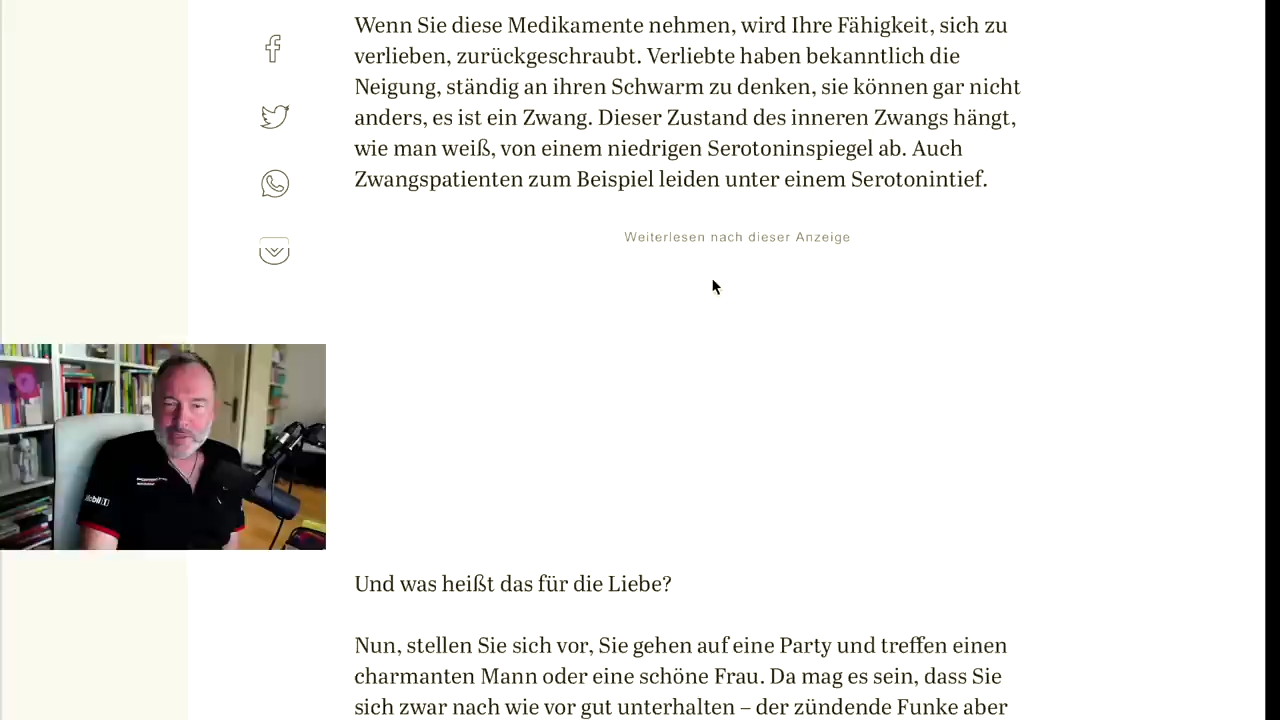 Wenn Sie diese Medikamente nehmen, wird Ihre Fähigkeit, sich zu
verlieben, zurückgeschraubt. Verliebte haben bekanntlich die
Neigung, ständig an ihren Schwarm zu denken, sie können gar nicht
anders, es ist ein Zwang. Dieser Zustand des inneren Zwangs hängt,
wie man weiß, von einem niedrigen Serotoninspiegel ab. Auch
Zwangspatienten zum Beispiel leiden unter einem Serotonintief.
Weiterlesen nach dieser Anzeige
Und was heißt das für die Liebe?
Nun, stellen Sie sich vor, Sie gehen auf eine Party und treffen einen
charmanten Mann oder eine schöne Frau. Da mag es sein, dass Sie
sich zwar nach wie vor gut unterhalten – der zündende Funke aber